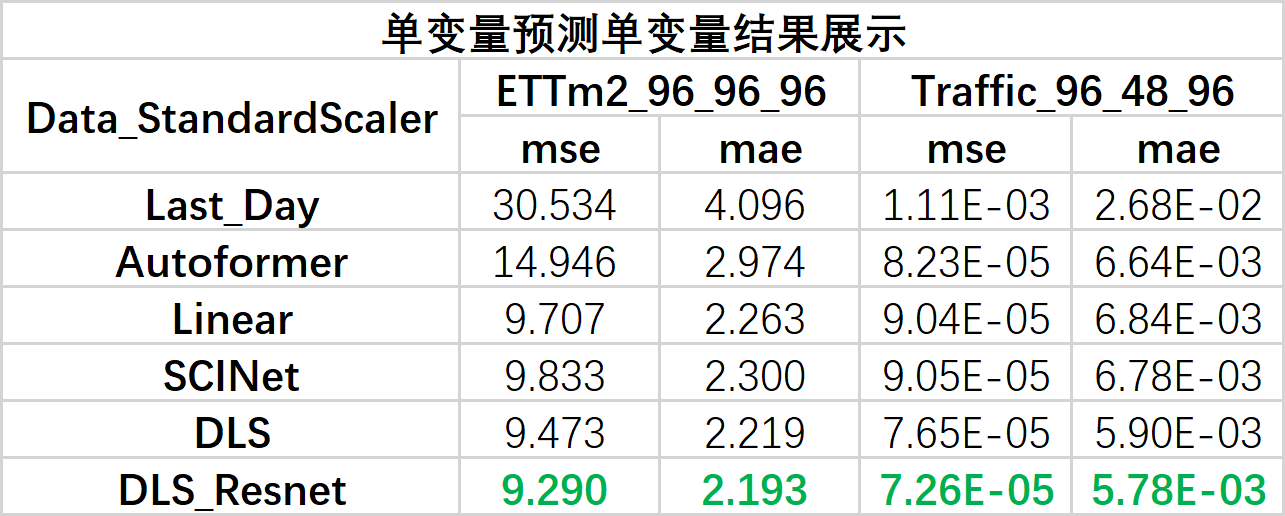 单变量预测单变量结果展示
Data_StandardScaler ETTm2_96_96_96 Traffic_96_48_96
mse mae mse mae
Last_Day 30.534 4.096 1.11E-03 2.68E-02
Autoformer 14.946 2.974 8.23E-05 6.64E-03
Linear 9.707 2.263 9.04E-05 6.84E-03
SCINet 9.833 2.300 9.05E-05 6.78E-03
DLS 9.473 2.219 7.65E-05 5.90E-03
DLS_Resnet 9.290 2.193 7.26E-05 5.78E-03